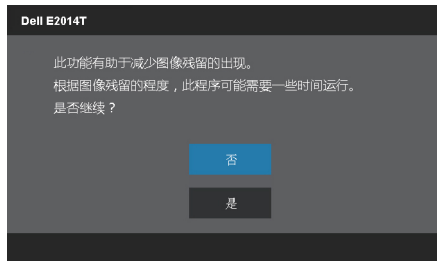 Dell E2014T
此功能有助于减少图像残留的出现。
根据图像残留的程度，此程序可能需要一些时间运行。
是否继续？
否
是